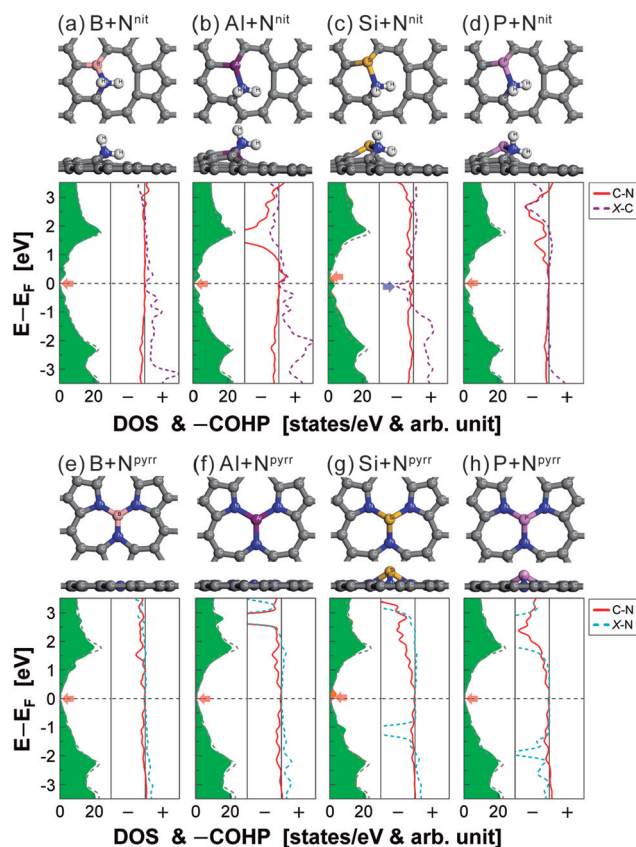 (a) B+N^nit (b) Al+N^nit (c) Si+N^nit (d) P+N^nit
B
H H
H H
H H
H H
H H
H H
H H
H H
3
2
1
0
-1
-2
-3
E−E_F [eV]
C-N
X-C
0 20 − + 0 20 − + 0 20 − + 0 20 − +
DOS & −COHP [states/eV & arb. unit]
(e) B+N^pyrr (f) Al+N^pyrr (g) Si+N^pyrr (h) P+N^pyrr
B
3
2
1
0
-1
-2
-3
E−E_F [eV]
C-N
X-N
0 20 − + 0 20 − + 0 20 − + 0 20 − +
DOS & −COHP [states/eV & arb. unit]